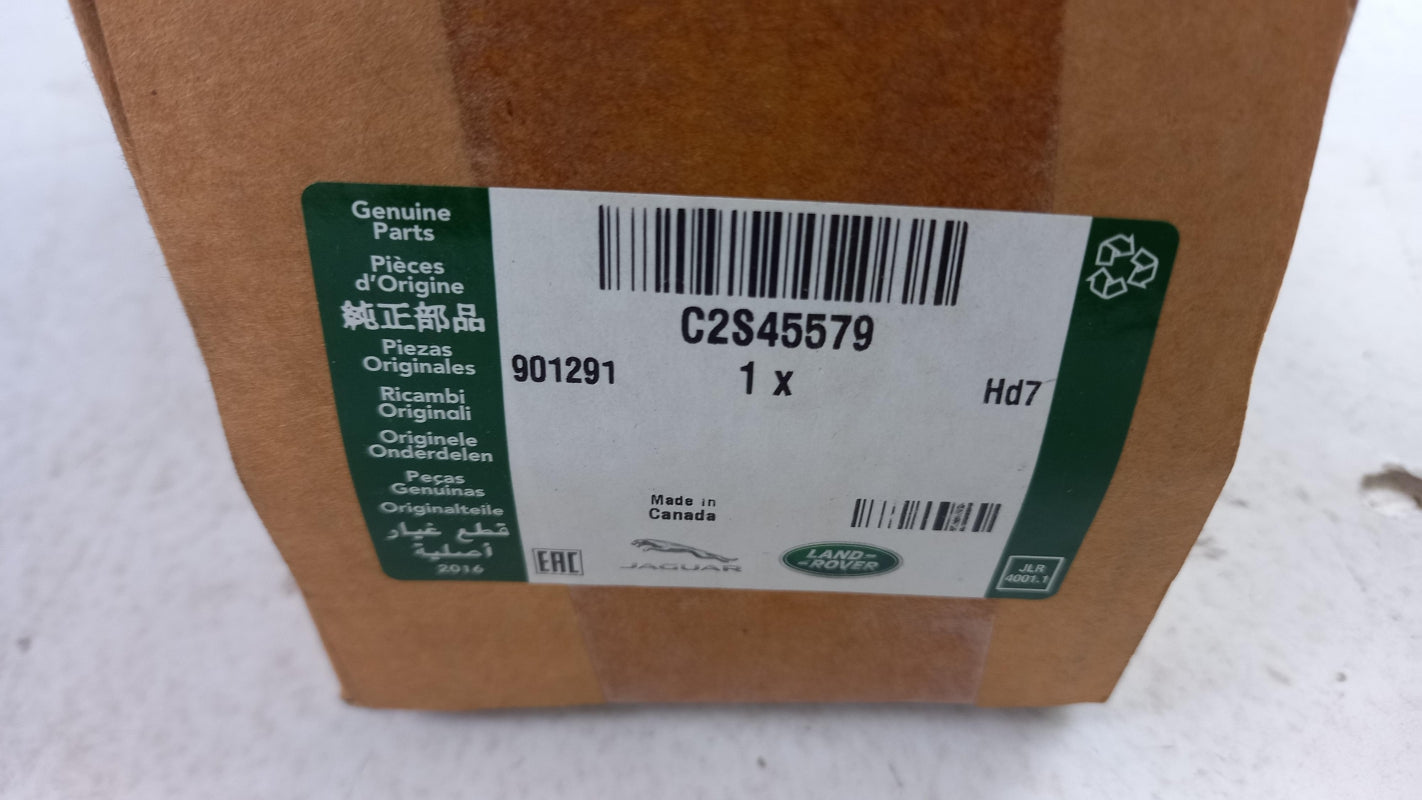 Genuine
Parts
Pièces
d'Origine
純正部品
Piezas
Originales
Ricambi
Originali
Originele
Onderdelen
Peças
Genuinas
Originalteile
قطع غيار
أصلية
2016
C2S45579
901291 1 x Hd7
Made in
Canada
EAC
JAGUAR
LAND-
-ROVER
JLR
4001.1